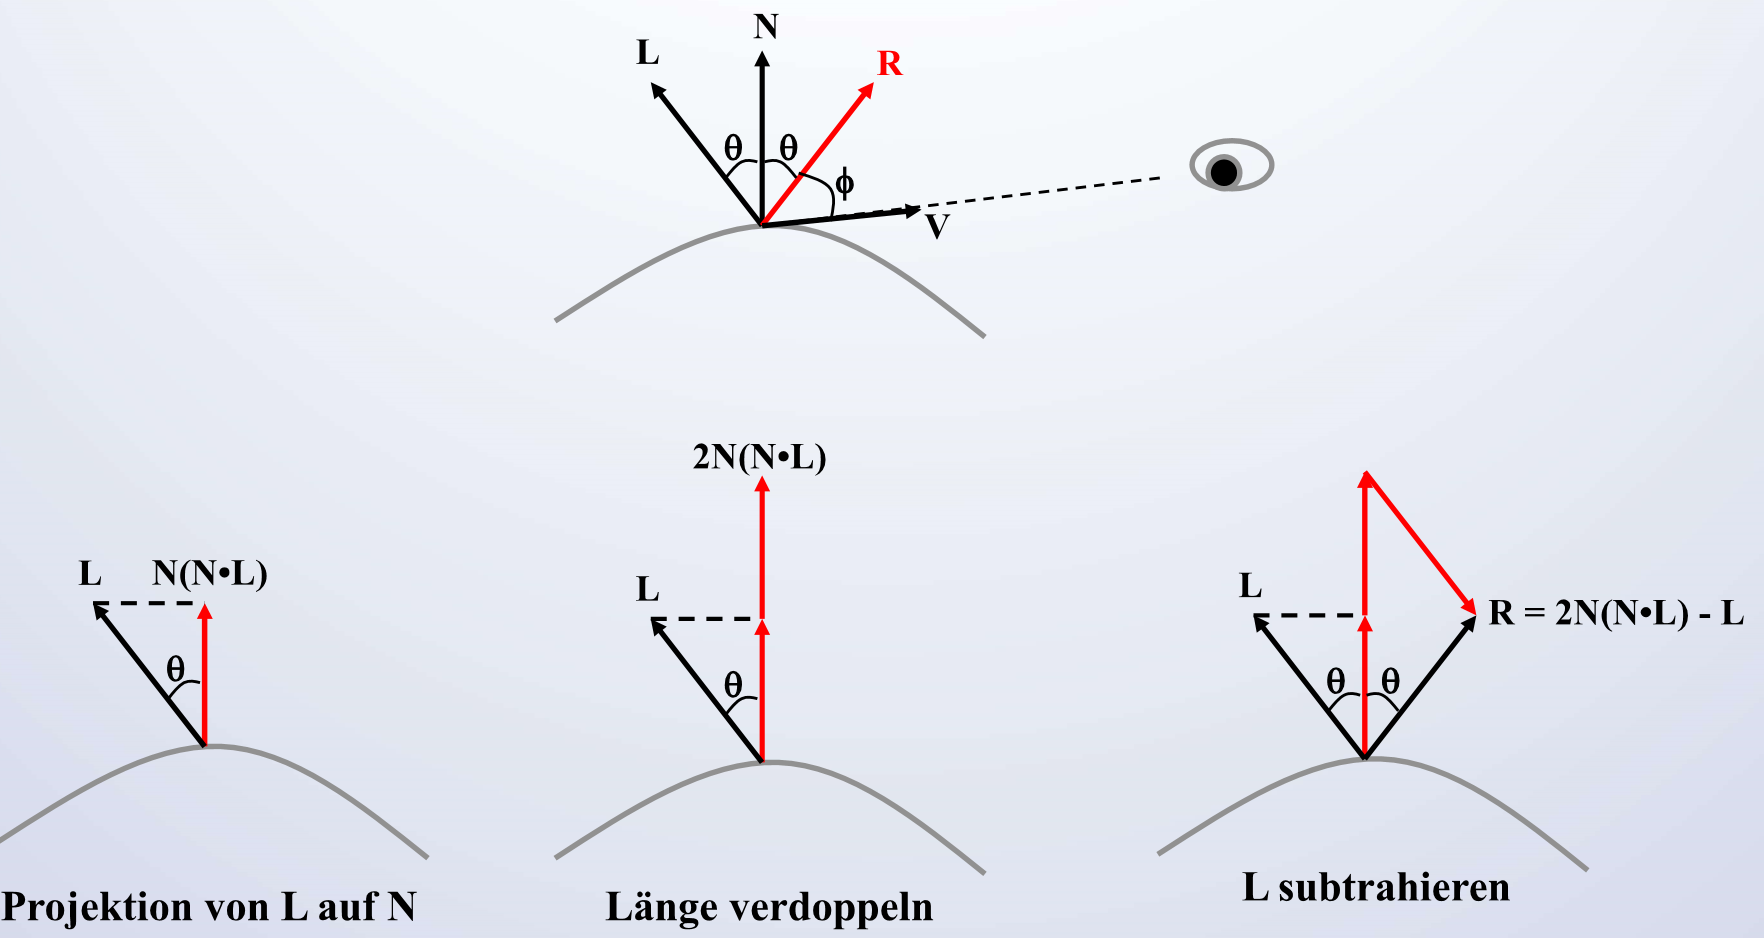 N
L
R
θ
θ
ϕ
V
2N(N•L)
L
N(N•L)
L
L
R = 2N(N•L) - L
θ
θ
θ
θ
Projektion von L auf N
Länge verdoppeln
L subtrahieren